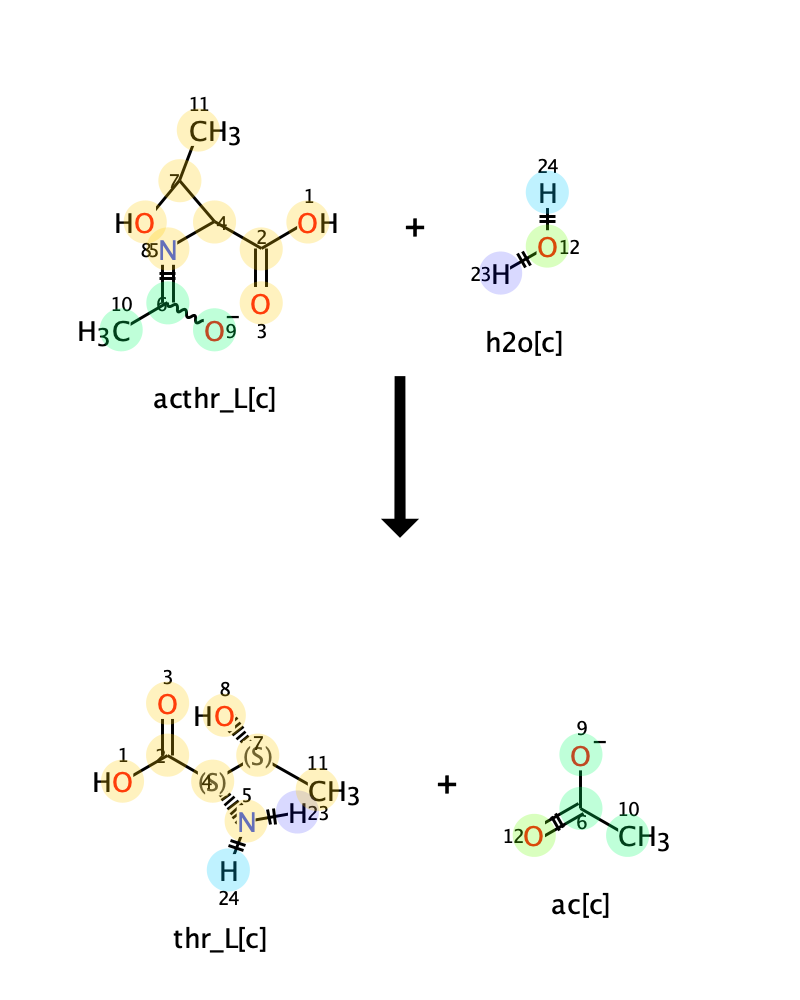 11
CH3
7
24
H
1
HO
4
OH
+
8
5
N
2
O
12
23
H
10
6
O
H3C
O
−
9
3
h2o[c]
acthr_L[c]
3
O
8
HO
9
O
−
1
2
7
(S)
11
HO
4
(S)
CH3
+
5
10
N
H
23
12
O
6
CH3
H
24
ac[c]
thr_L[c]